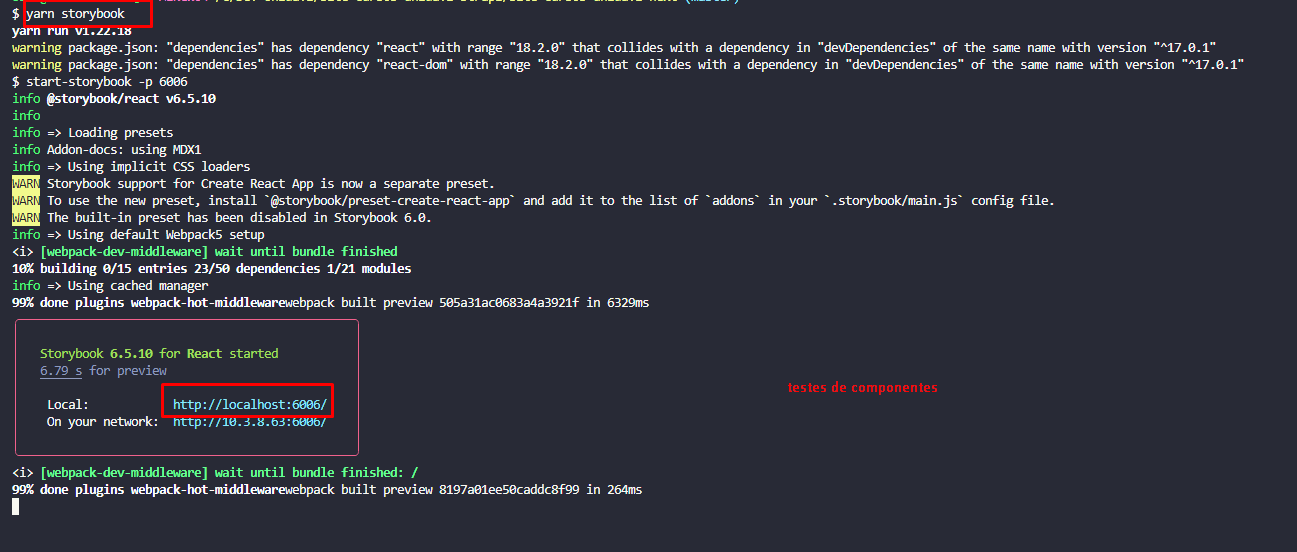 $ yarn storybook
yarn run v1.22.18
warning package.json: "dependencies" has dependency "react" with range "18.2.0" that collides with a dependency in "devDependencies" of the same name with version "^17.0.1"
warning package.json: "dependencies" has dependency "react-dom" with range "18.2.0" that collides with a dependency in "devDependencies" of the same name with version "^17.0.1"
$ start-storybook -p 6006
info @storybook/react v6.5.10
info
info => Loading presets
info Addon-docs: using MDX1
info => Using implicit CSS loaders
WARN Storybook support for Create React App is now a separate preset.
WARN To use the new preset, install `@storybook/preset-create-react-app` and add it to the list of `addons` in your `.storybook/main.js` config file.
WARN The built-in preset has been disabled in Storybook 6.0.
info => Using default Webpack5 setup
<i> [webpack-dev-middleware] wait until bundle finished
10% building 0/15 entries 23/50 dependencies 1/21 modules
info => Using cached manager
99% done plugins webpack-hot-middlewarewebpack built preview 505a31ac0683a4a3921f in 6329ms
Storybook 6.5.10 for React started
6.79 s for preview
testes de componentes
Local: http://localhost:6006/
On your network: http://10.3.8.63:6006/
<i> [webpack-dev-middleware] wait until bundle finished: /
99% done plugins webpack-hot-middlewarewebpack built preview 8197a01ee50caddc8f99 in 264ms